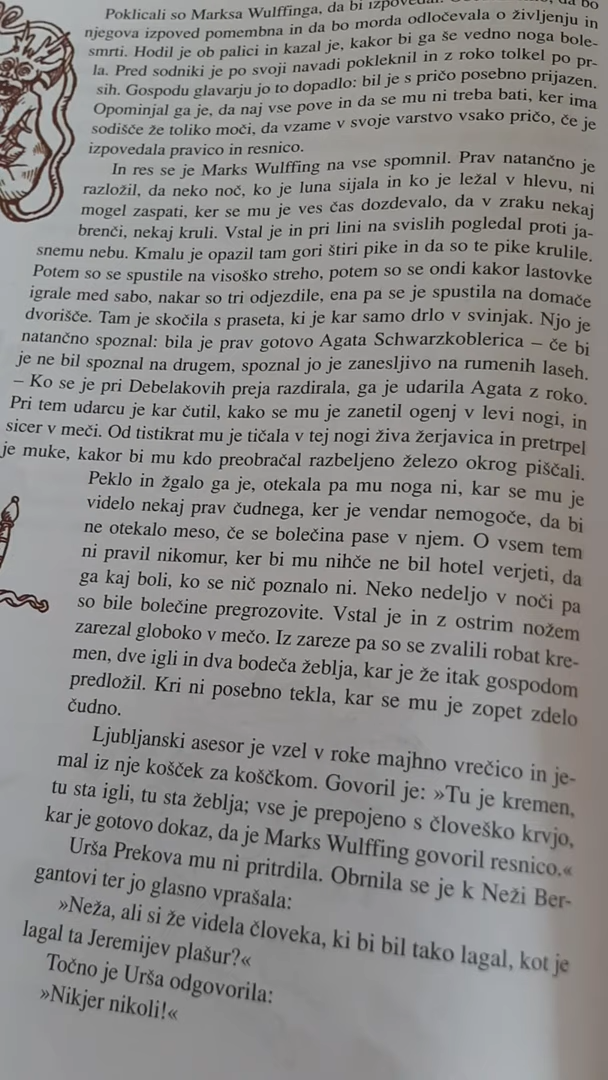 Poklicali so Marksa Wulffinga, da bi izpoved da bo
njegova izpoved pomembna in da bo morda odločevala o življenju in
smrti. Hodil je ob palici in kazal je, kakor bi ga še vedno noga bole-
la. Pred sodniki je po svoji navadi pokleknil in z roko tolkel po pr-
sih. Gospodu glavarju jo to dopadlo: bil je s pričo posebno prijazen.
Opominjal ga je, da naj vse pove in da se mu ni treba bati, ker ima
sodišče že toliko moči, da vzame v svoje varstvo vsako pričo, če je
izpovedala pravico in resnico.
In res se je Marks Wulffing na vse spomnil. Prav natančno je
razložil, da neko noč, ko je luna sijala in ko je ležal v hlevu, ni
mogel zaspati, ker se mu je ves čas dozdevalo, da v zraku nekaj
brenči, nekaj kruli. Vstal je in pri lini na svislih pogledal proti ja-
snemu nebu. Kmalu je opazil tam gori štiri pike in da so te pike krulile.
Potem so se spustile na visoško streho, potem so se ondi kakor lastovke
igrale med sabo, nakar so tri odjezdile, ena pa se je spustila na domače
dvorišče. Tam je skočila s praseta, ki je kar samo drlo v svinjak. Njo je
natančno spoznal: bila je prav gotovo Agata Schwarzkoblerica – če bi
je ne bil spoznal na drugem, spoznal jo je zanesljivo na rumenih laseh.
– Ko se je pri Debelakovih preja razdirala, ga je udarila Agata z roko.
Pri tem udarcu je kar čutil, kako se mu je zanetil ogenj v levi nogi, in
sicer v meči. Od tistikrat mu je tičala v tej nogi živa žerjavica in pretrpel
je muke, kakor bi mu kdo preobračal razbeljeno železo okrog piščali.
Peklo in žgalo ga je, otekala pa mu noga ni, kar se mu je
videlo nekaj prav čudnega, ker je vendar nemogoče, da bi
ne otekalo meso, če se bolečina pase v njem. O vsem tem
ni pravil nikomur, ker bi mu nihče ne bil hotel verjeti, da
ga kaj boli, ko se nič poznalo ni. Neko nedeljo v noči pa
so bile bolečine pregrozovite. Vstal je in z ostrim nožem
zarezal globoko v mečo. Iz zareze pa so se zvalili robat kre-
men, dve igli in dva bodeča žeblja, kar je že itak gospodom
predložil. Kri ni posebno tekla, kar se mu je zopet zdelo
čudno.
Ljubljanski asesor je vzel v roke majhno vrečico in je-
mal iz nje košček za koščkom. Govoril je: »Tu je kremen,
tu sta igli, tu sta žeblja; vse je prepojeno s človeško krvjo,
kar je gotovo dokaz, da je Marks Wulffing govoril resnico.«
Urša Prekova mu ni pritrdila. Obrnila se je k Neži Ber-
gantovi ter jo glasno vprašala:
»Neža, ali si že videla človeka, ki bi bil tako lagal, kot je
lagal ta Jeremijev plašur?«
Točno je Urša odgovorila:
»Nikjer nikoli!«